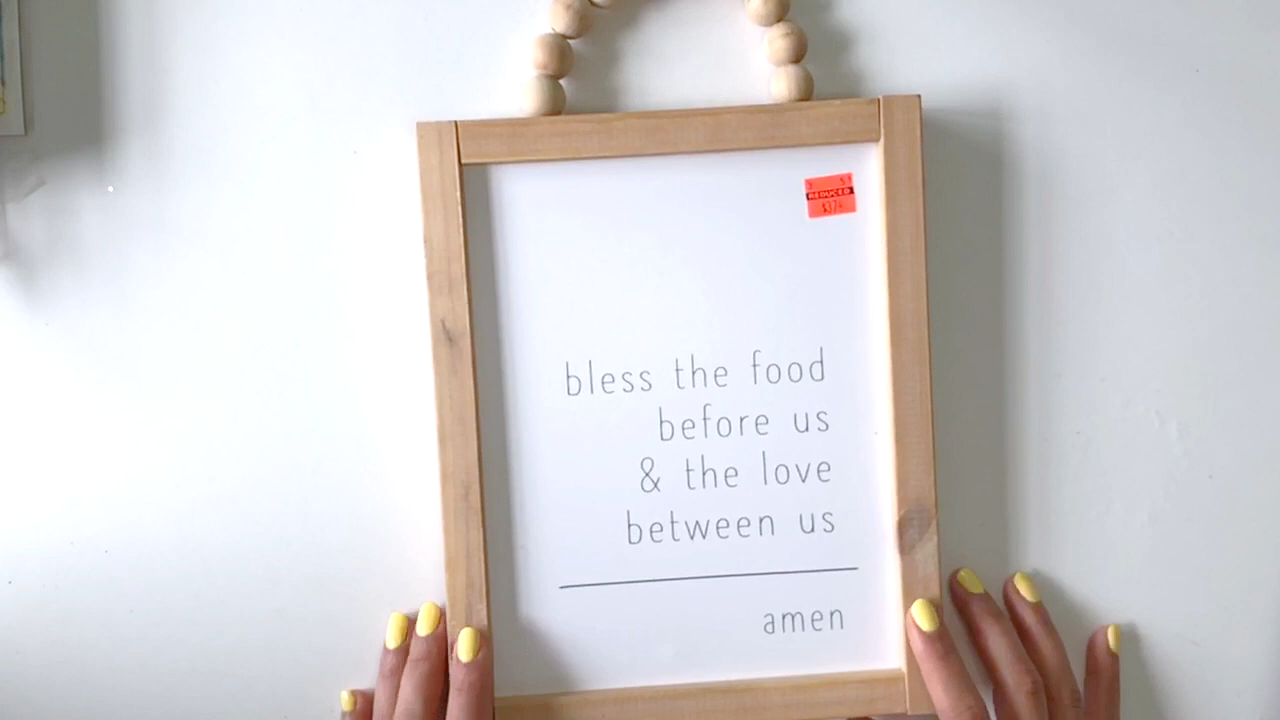 REDUCED
bless the food
before us
& the love
between us
amen